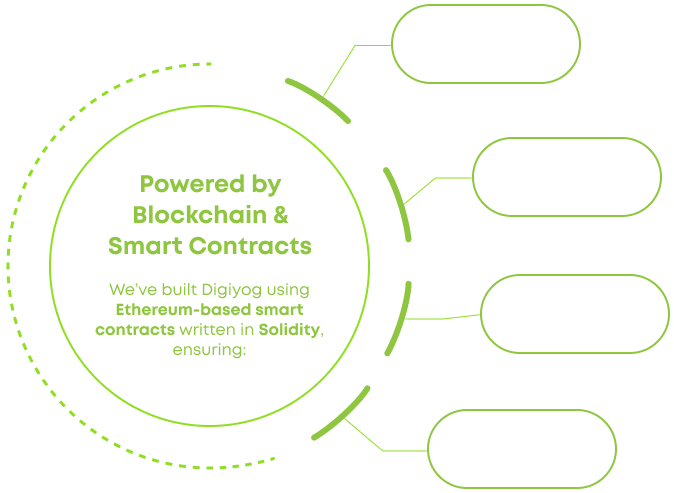 Powered by
Blockchain &
Smart Contracts
We've built Digiyog using
Ethereum-based smart
contracts written in Solidity,
ensuring: